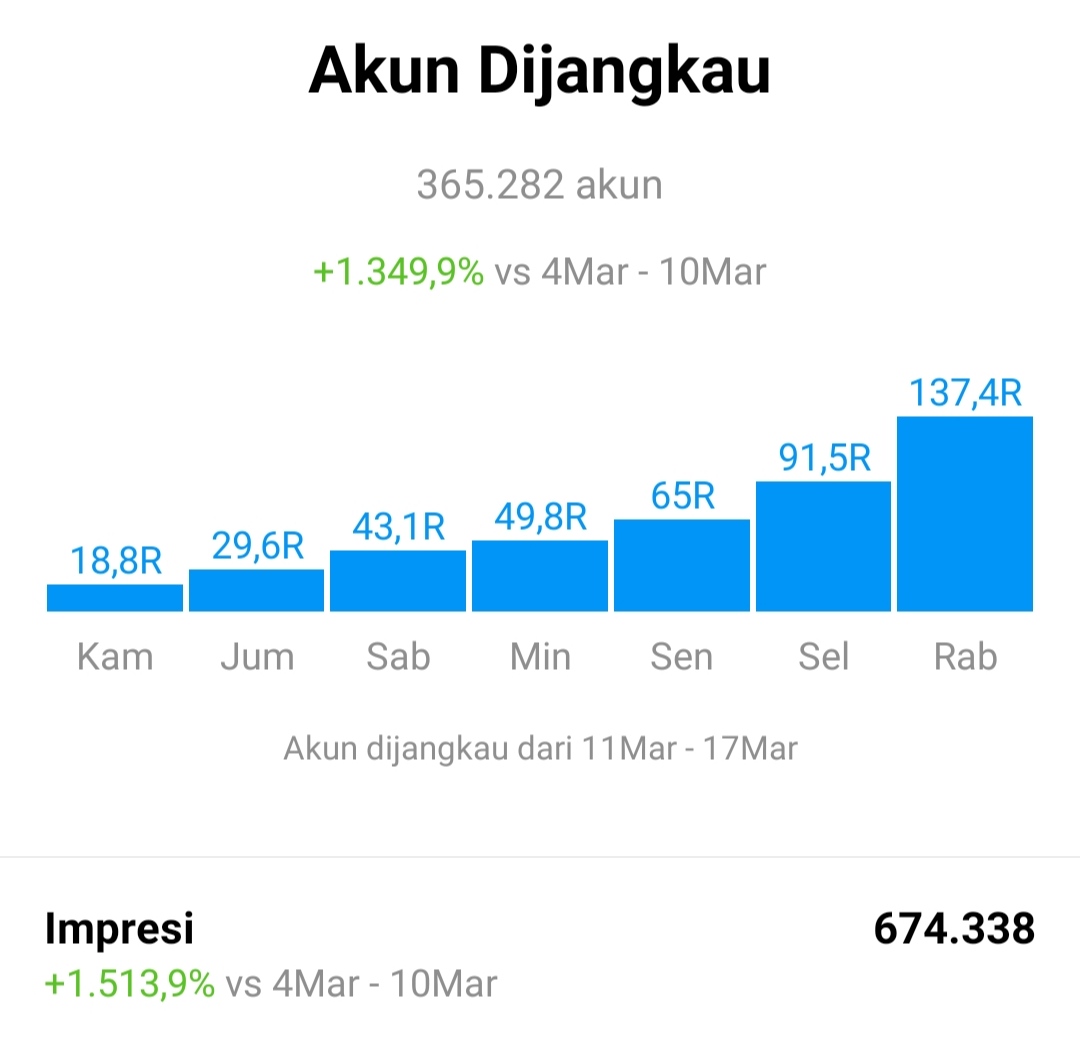 Akun Dijangkau
365.282 akun
+1.349,9% vs 4Mar - 10Mar
18,8R 29,6R 43,1R 49,8R 65R 91,5R 137,4R
Kam Jum Sab Min Sen Sel Rab
Akun dijangkau dari 11Mar - 17Mar
Impresi 674.338
+1.513,9% vs 4Mar - 10Mar